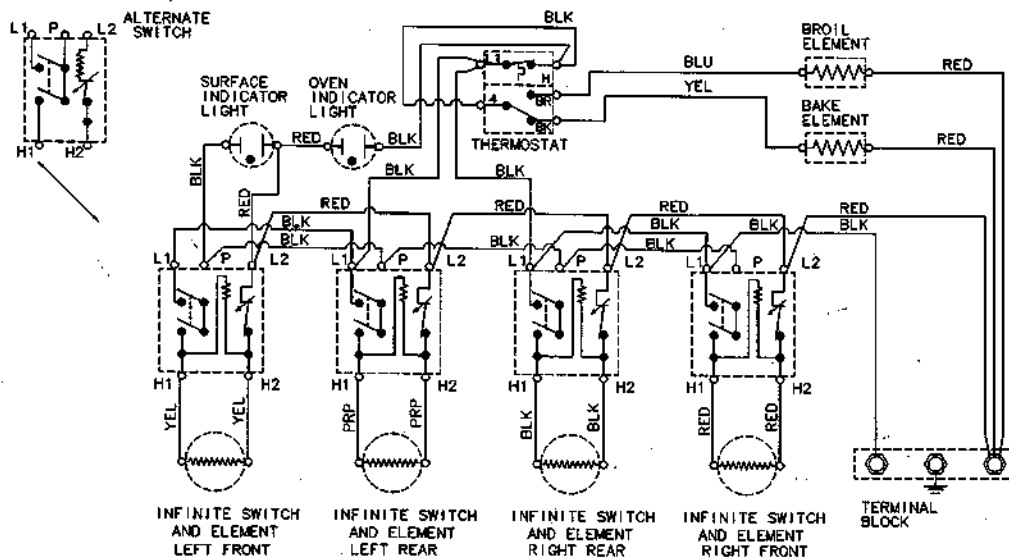 ALTERNATE
SWITCH
L1 P L2
H1 H2
SURFACE
INDICATOR
LIGHT
OVEN
INDICATOR
LIGHT
BLK
L1
H
4
BR
BK
THERMOSTAT
BLU
YEL
BROIL
ELEMENT
RED
BAKE
ELEMENT
RED
BLK
RED
BLK
RED
BLK
BLK
RED
BLK
BLK
RED
BLK
RED
BLK
BLK
RED
BLK
L1 P L2
L1 P L2
L1 P L2
L1 P L2
H1 H2
H1 H2
H1 H2
H1 H2
YEL YEL
PRP PRP
BLK BLK
RED RED
INFINITE SWITCH
AND ELEMENT
LEFT FRONT
INFINITE SWITCH
AND ELEMENT
LEFT REAR
INFINITE SWITCH
AND ELEMENT
RIGHT REAR
INFINITE SWITCH
AND ELEMENT
RIGHT FRONT
TERMINAL
BLOCK